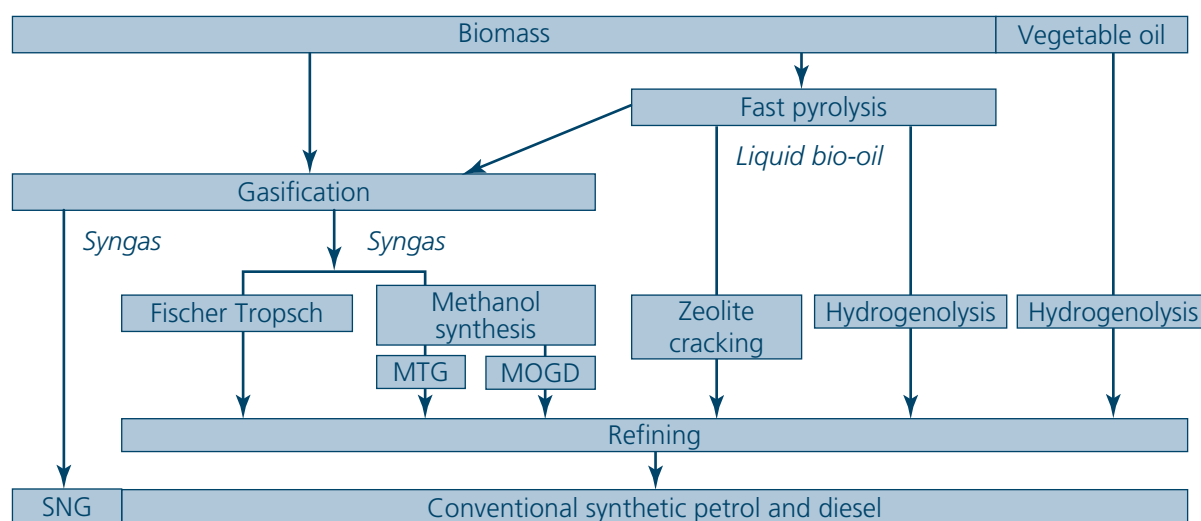 Biomass
Vegetable oil
Fast pyrolysis
Liquid bio-oil
Gasification
Syngas
Syngas
Fischer Tropsch
Methanol
synthesis
Zeolite
cracking
Hydrogenolysis
Hydrogenolysis
MTG
MOGD
Refining
SNG
Conventional synthetic petrol and diesel